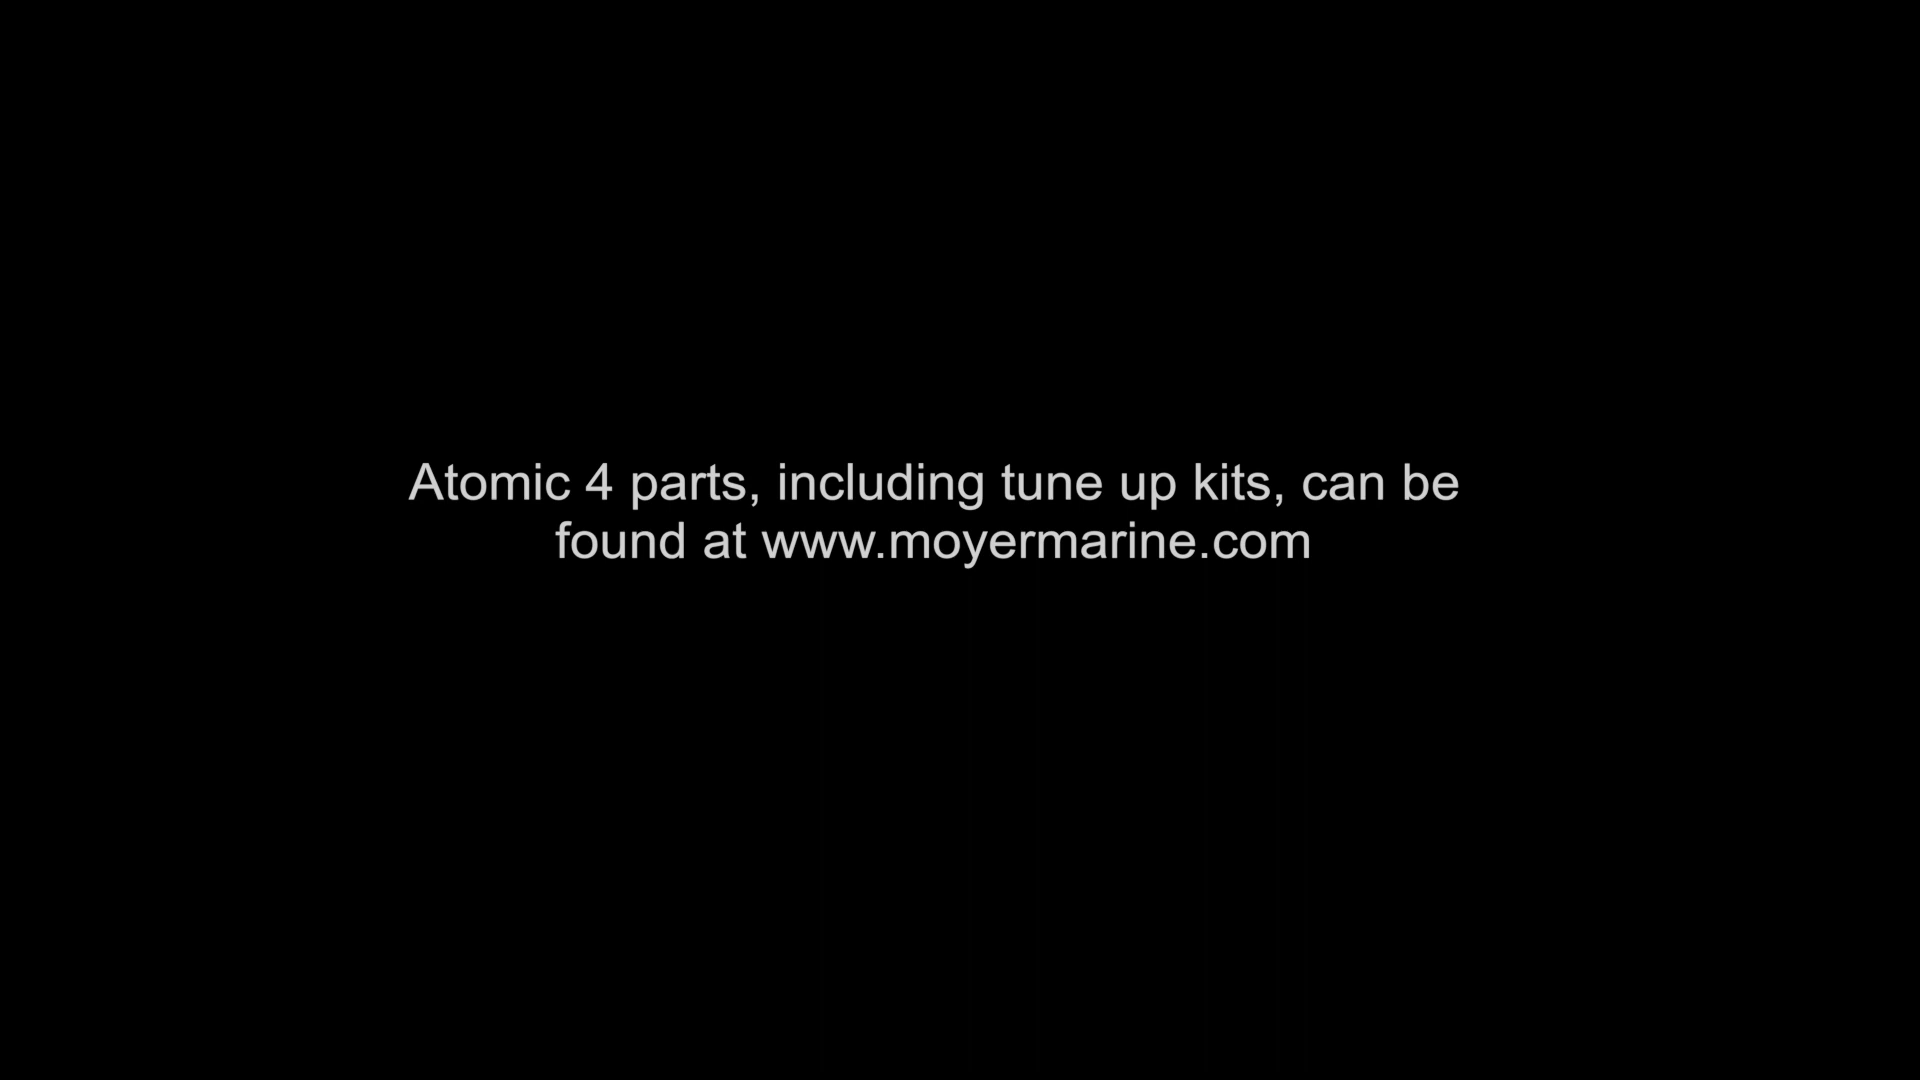 Atomic 4 parts, including tune up kits, can be
found at www.moyermarine.com